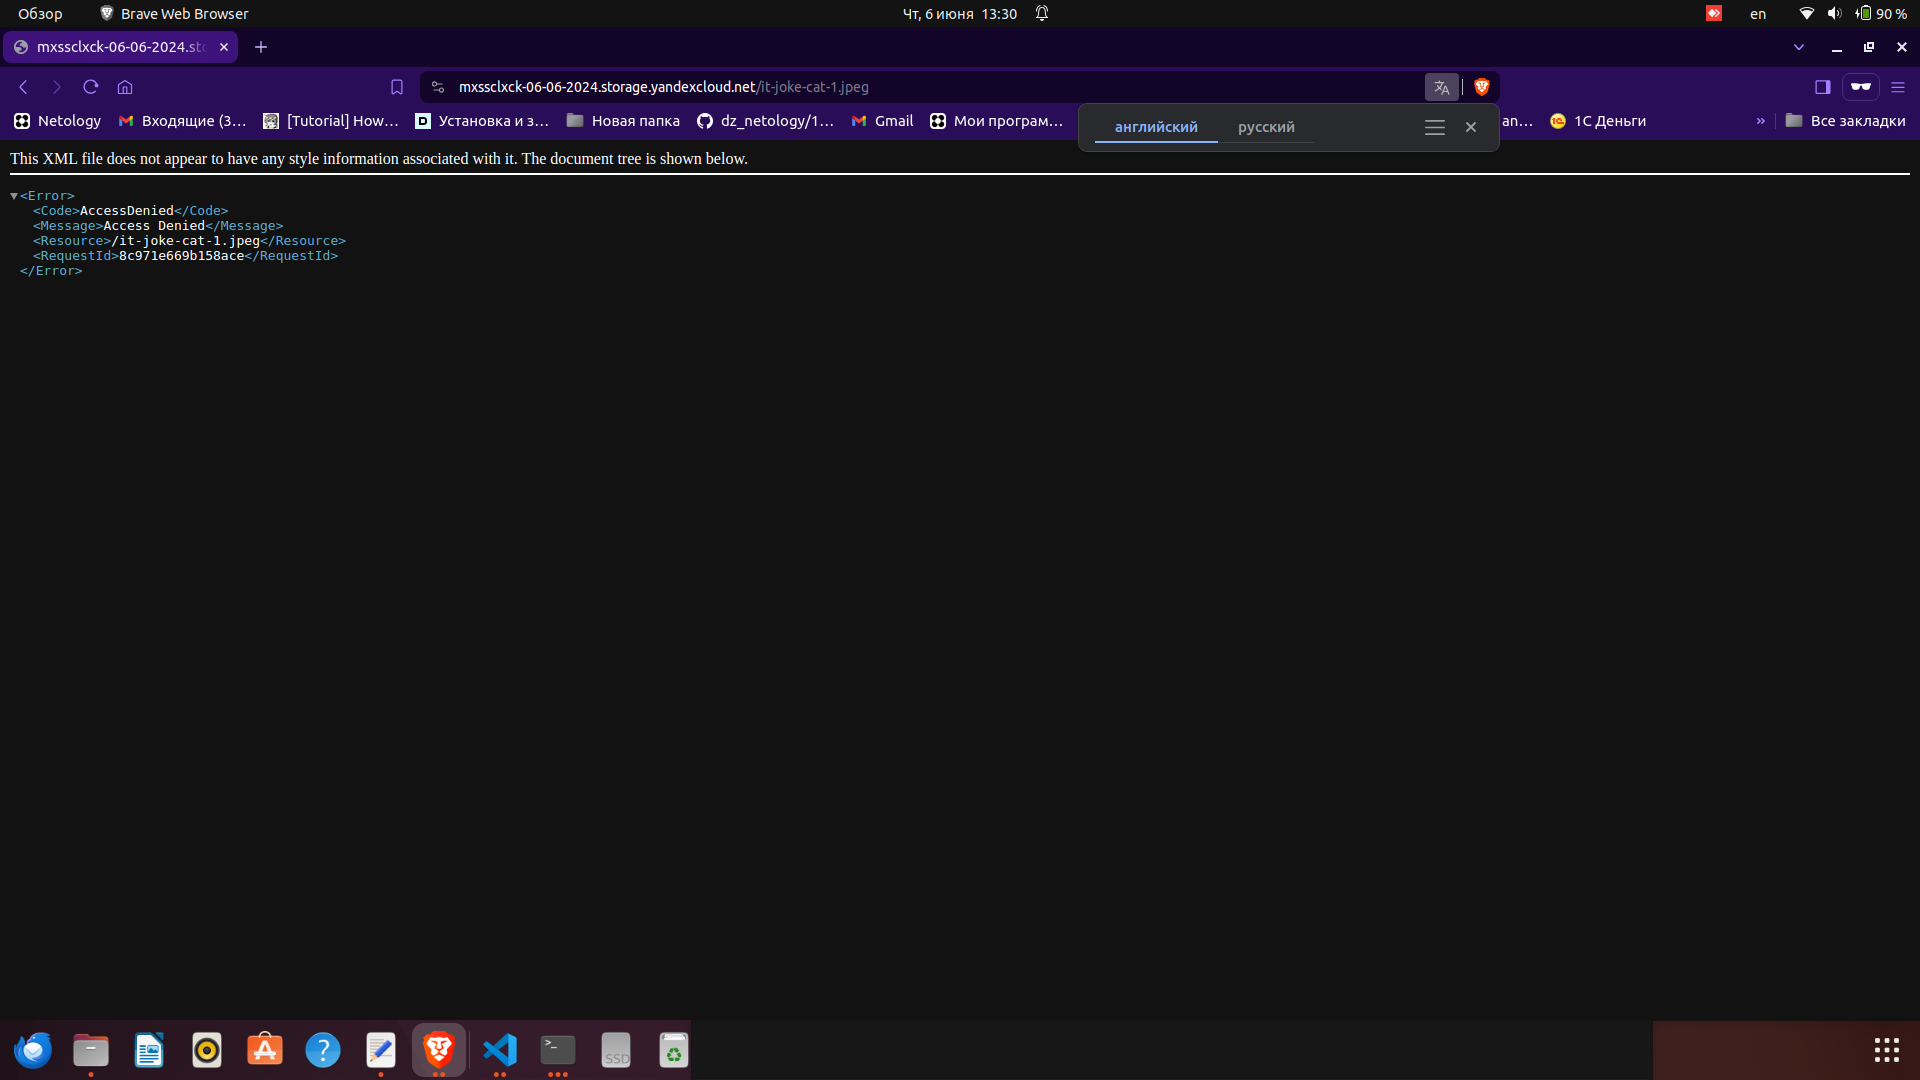 Обзор Brave Web Browser Чт, 6 июня 13:30 en 90 %
mxssclxck-06-06-2024.sto
mxssclxck-06-06-2024.storage.yandexcloud.net/it-joke-cat-1.jpeg
Netology Входящие (3… [Tutorial] How… Установка и з… Новая папка dz_netology/1… Gmail Мои програм… an… 1С Деньги » Все закладки
английский русский
This XML file does not appear to have any style information associated with it. The document tree is shown below.
<Error>
<Code>AccessDenied</Code>
<Message>Access Denied</Message>
<Resource>/it-joke-cat-1.jpeg</Resource>
<RequestId>8c971e669b158ace</RequestId>
</Error>
SSD